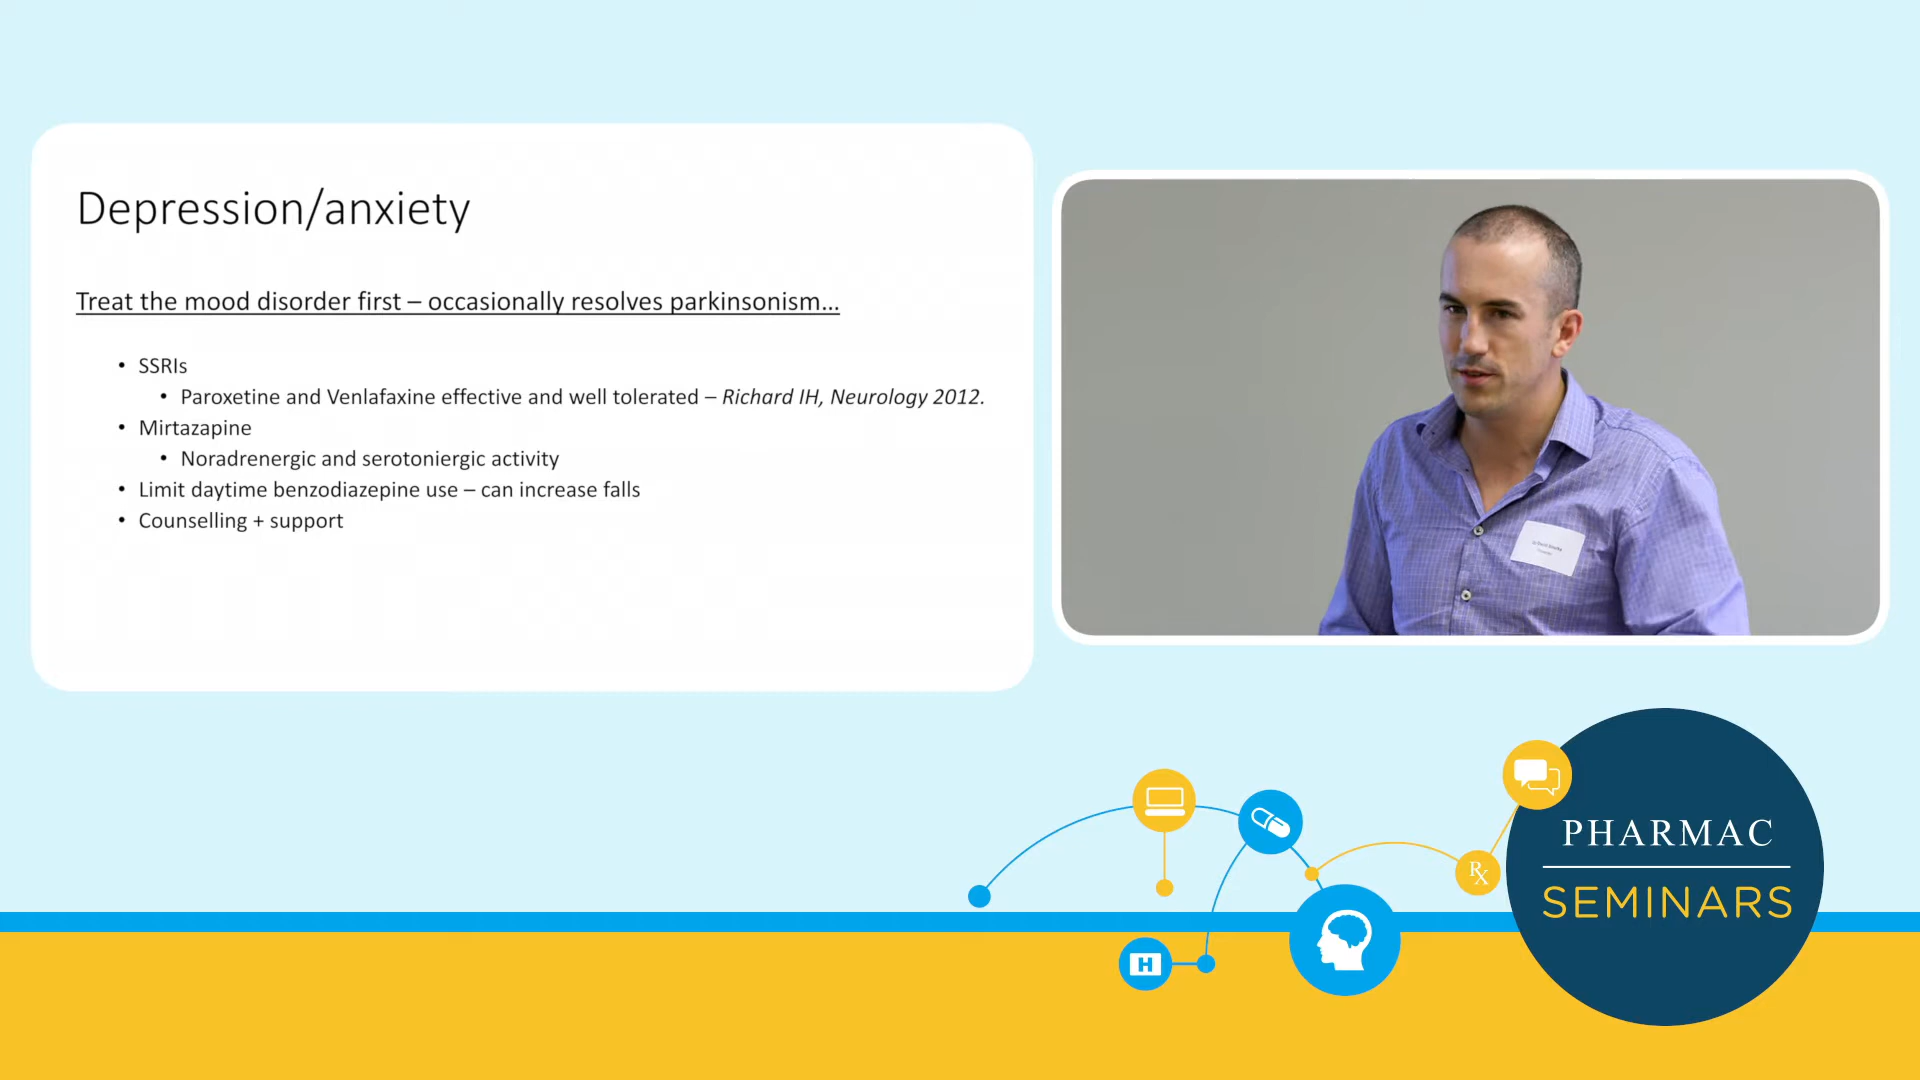 Depression/anxiety
Treat the mood disorder first – occasionally resolves parkinsonism...
• SSRIs
• Paroxetine and Venlafaxine effective and well tolerated – Richard IH, Neurology 2012.
• Mirtazapine
• Noradrenergic and serotoniergic activity
• Limit daytime benzodiazepine use – can increase falls
• Counselling + support
Rx
PHARMAC
SEMINARS
H